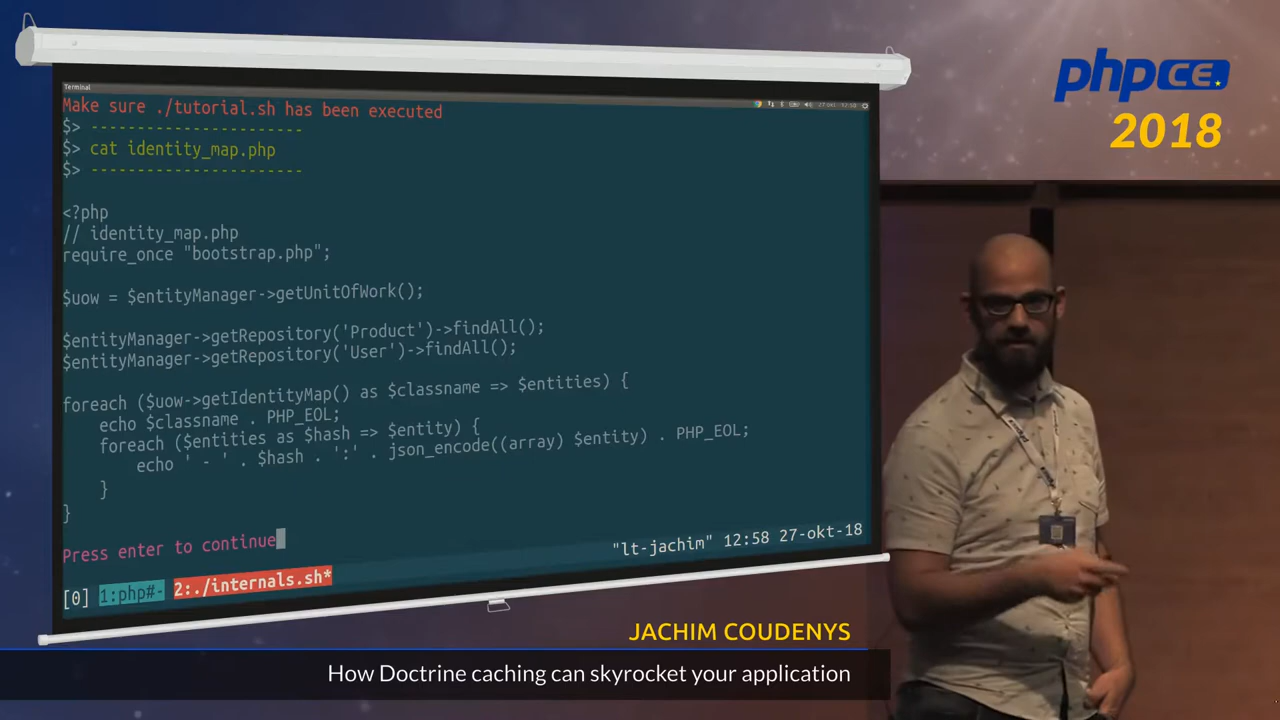 phpCE
2018
Terminal
Make sure ./tutorial.sh has been executed
$> -----------------------
$> cat identity_map.php
$> -----------------------
<?php
// identity_map.php
require_once "bootstrap.php";
$uow = $entityManager->getUnitOfWork();
$entityManager->getRepository('Product')->findAll();
$entityManager->getRepository('User')->findAll();
foreach ($uow->getIdentityMap() as $classname => $entities) {
echo $classname . PHP_EOL;
foreach ($entities as $hash => $entity) {
echo ' - ' . $hash . ':' . json_encode((array) $entity) . PHP_EOL;
}
}
Press enter to continue
"lt-jachim" 12:58 27-okt-18
[0] 1:php#- 2:./internals.sh*
JACHIM COUDENYS
How Doctrine caching can skyrocket your application